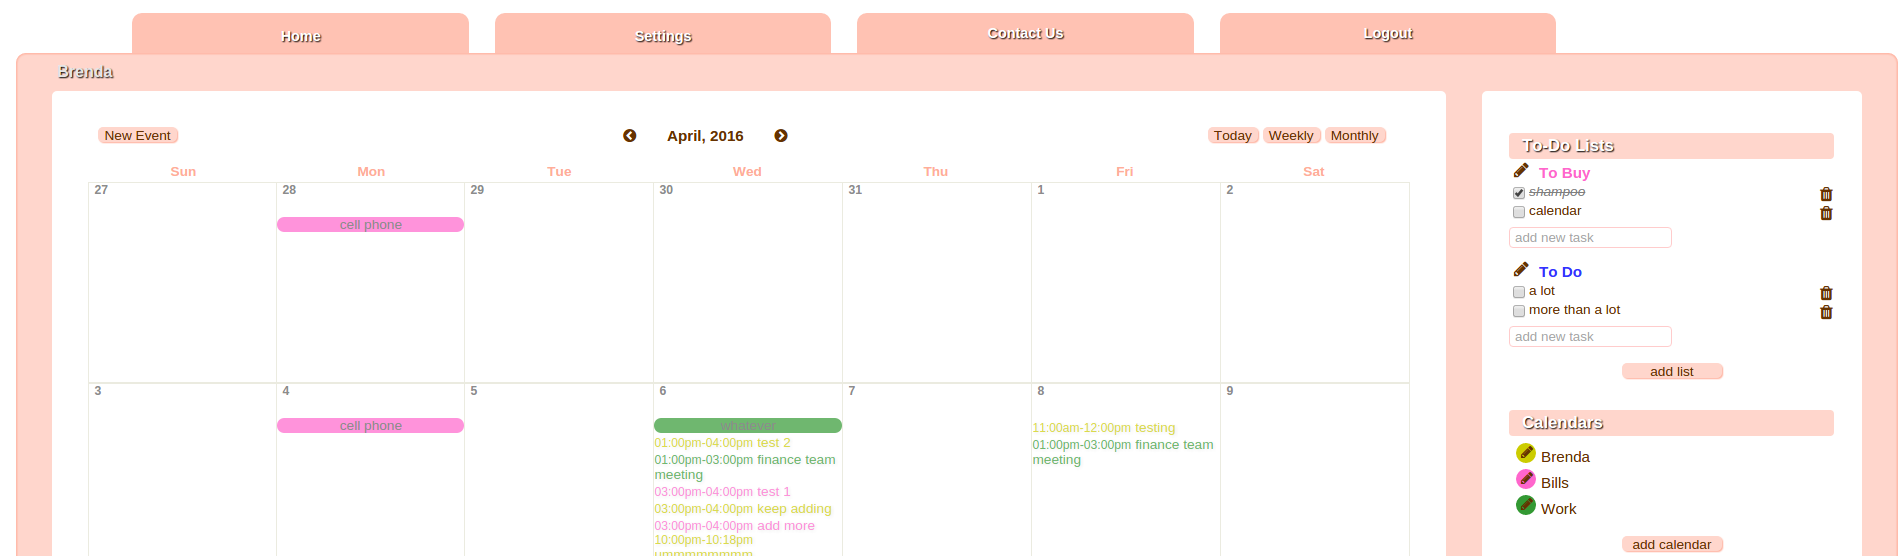 Home Settings Contact Us Logout
Brenda
New Event April, 2016 Today Weekly Monthly
Sun Mon Tue Wed Thu Fri Sat
27 28 29 30 31 1 2
cell phone
3 4 5 6 7 8 9
cell phone
whatever
01:00pm-04:00pm test 2
01:00pm-03:00pm finance team
meeting
03:00pm-04:00pm test 1
03:00pm-04:00pm keep adding
03:00pm-04:00pm add more
10:00pm-10:18pm
11:00am-12:00pm testing
01:00pm-03:00pm finance team
meeting
To-Do Lists
To Buy
shampoo
calendar
add new task
To Do
a lot
more than a lot
add new task
add list
Calendars
Brenda
Bills
Work
add calendar